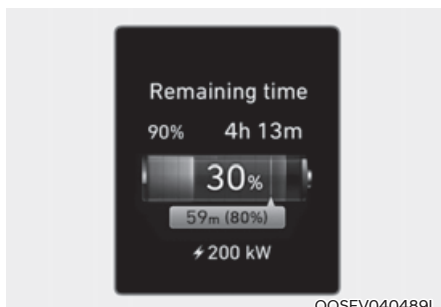 Remaining time
90% 4h 13m
30%
59m (80%)
200 kW
OOSEV040489L